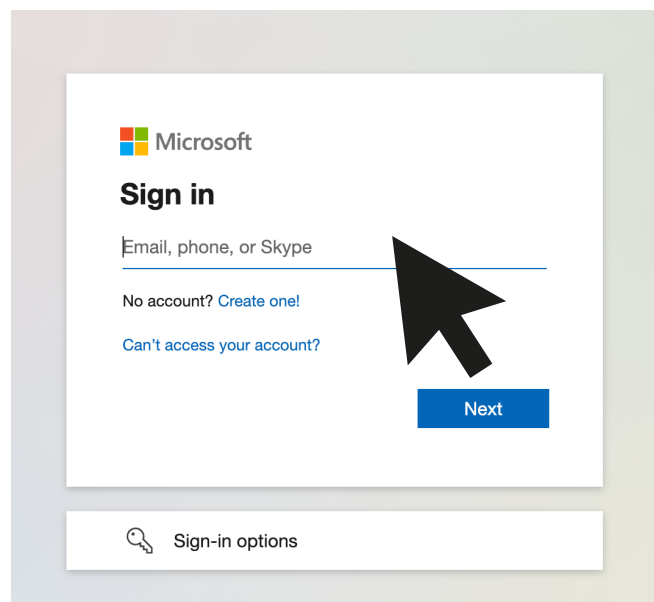 Microsoft
Sign in
Email, phone, or Skype
No account? Create one!
Can’t access your account?
Next
Sign-in options